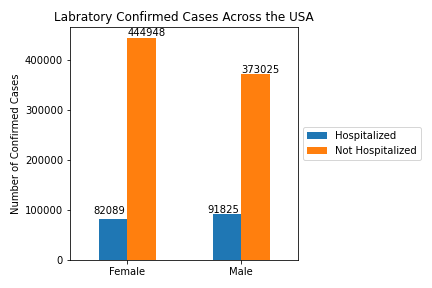 Labratory Confirmed Cases Across the USA
444948
400000
373025
300000
Number of Confirmed Cases
Hospitalized
Not Hospitalized
200000
100000
82089
91825
0
Female
Male